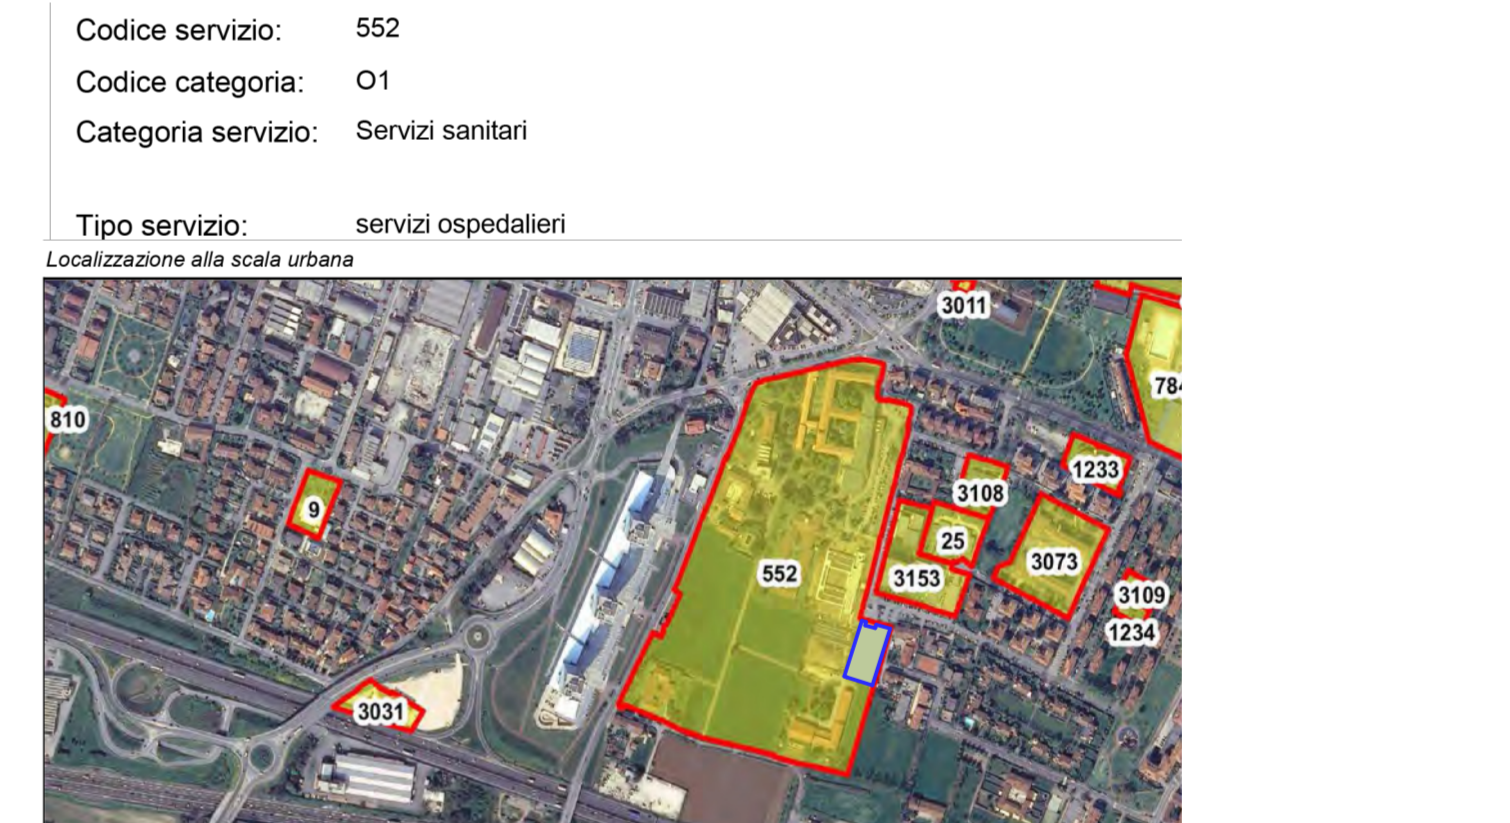 Codice servizio: 552
Codice categoria: O1
Categoria servizio: Servizi sanitari
Tipo servizio: servizi ospedalieri
Localizzazione alla scala urbana
3011
784
810
1233
3108
9
25
3073
552
3153
3109
1234
3031